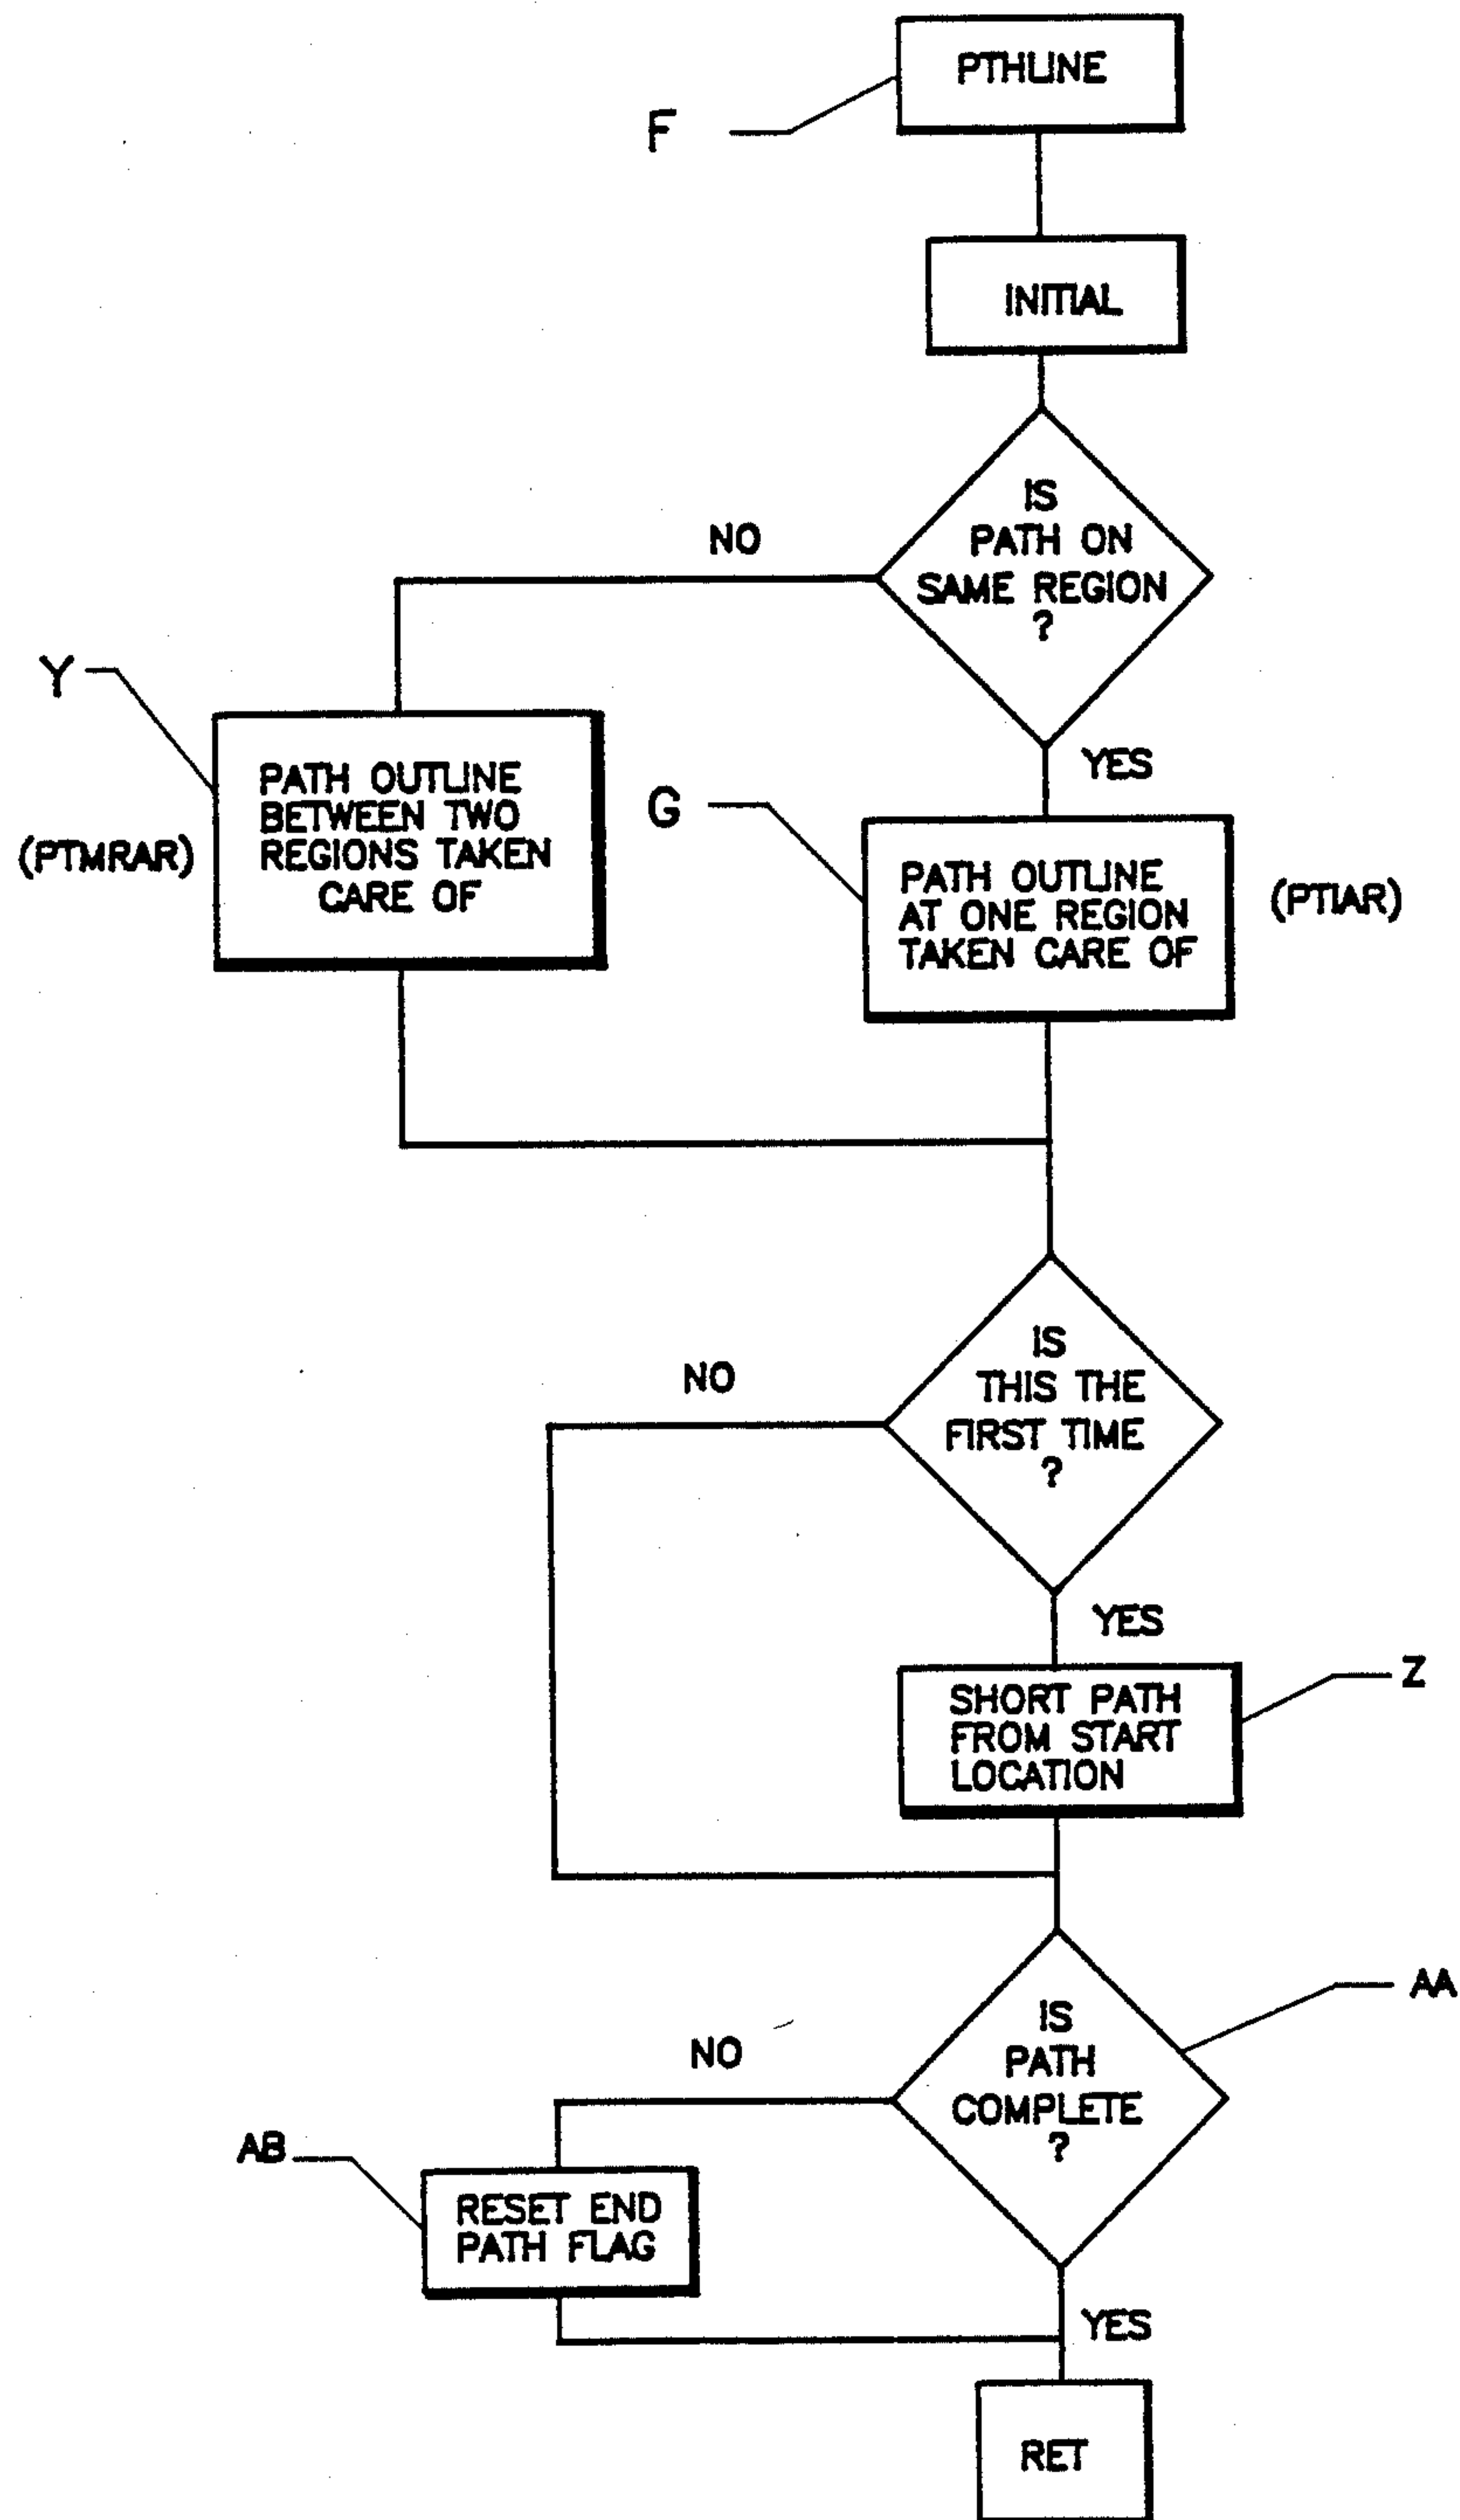 PTHLINE
F
INITIAL
IS
PATH ON
SAME REGION
?
NO
YES
Y
PATH OUTLINE
BETWEEN TWO
REGIONS TAKEN
CARE OF
(PTMRAR)
G
PATH OUTLINE
AT ONE REGION
TAKEN CARE OF
(PTIAR)
IS
THIS THE
FIRST TIME
?
NO
YES
SHORT PATH
FROM START
LOCATION
Z
IS
PATH
COMPLETE
?
AA
NO
AB
RESET END
PATH FLAG
YES
RET